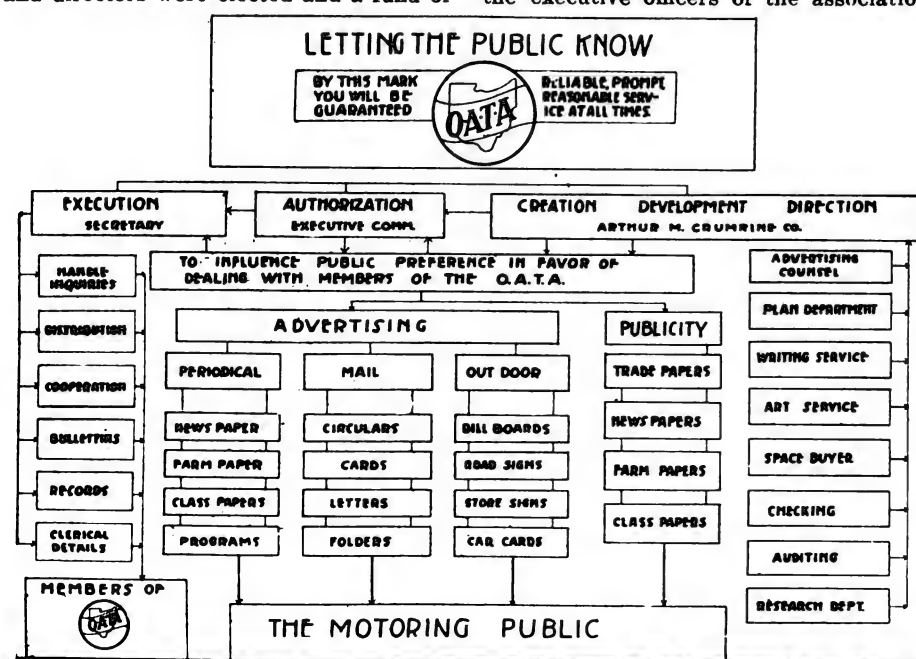 and directors were elected and a fund of
the executive officers of the association
LETTING THE PUBLIC KNOW
BY THIS MARK
YOU WILL BE
GUARANTEED
O.A.T.A.
RELIABLE, PROMPT,
REASONABLE SERV-
ICE AT ALL TIMES.
EXECUTION
SECRETARY
AUTHORIZATION
EXECUTIVE COMM.
CREATION DEVELOPMENT DIRECTION
ARTHUR M. CRUMRINE CO.
TO INFLUENCE PUBLIC PREFERENCE IN FAVOR OF
DEALING WITH MEMBERS OF THE O.A.T.A.
HANDLE
INQUIRIES
DISTRIBUTION
COOPERATION
BULLETINS
RECORDS
CLERICAL
DETAILS
MEMBERS OF
OATA
ADVERTISING
PERIODICAL
NEWS PAPER
FARM PAPER
CLASS PAPERS
PROGRAMS
MAIL
CIRCULARS
CARDS
LETTERS
FOLDERS
OUT DOOR
BILL BOARDS
ROAD SIGNS
STORE SIGNS
CAR CARDS
PUBLICITY
TRADE PAPERS
NEWS PAPERS
FARM PAPERS
CLASS PAPERS
ADVERTISING
COUNSEL
PLAN DEPARTMENT
WRITING SERVICE
ART SERVICE
SPACE BUYER
CHECKING
AUDITING
RESEARCH DEPT.
THE MOTORING PUBLIC